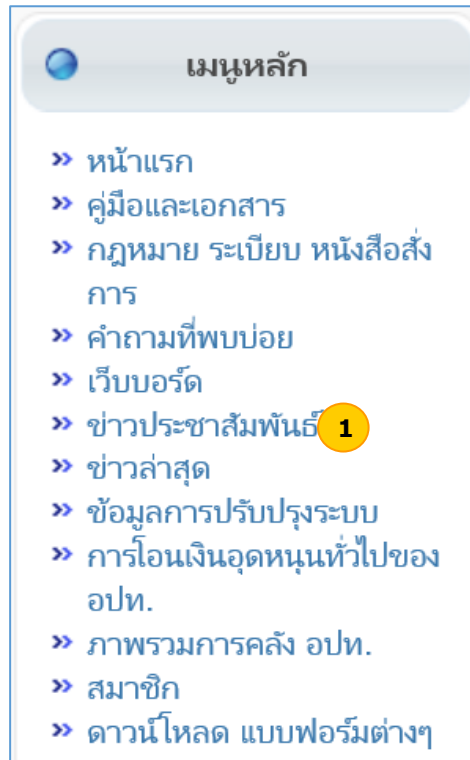 เมนูหลัก
หน้าแรก
คู่มือและเอกสาร
กฎหมาย ระเบียบ หนังสือสั่ง
การ
คำถามที่พบบ่อย
เว็บบอร์ด
ข่าวประชาสัมพันธ์ 1
ข่าวล่าสุด
ข้อมูลการปรับปรุงระบบ
การโอนเงินอุดหนุนทั่วไปของ
อปท.
ภาพรวมการคลัง อปท.
สมาชิก
ดาวน์โหลด แบบฟอร์มต่างๆ